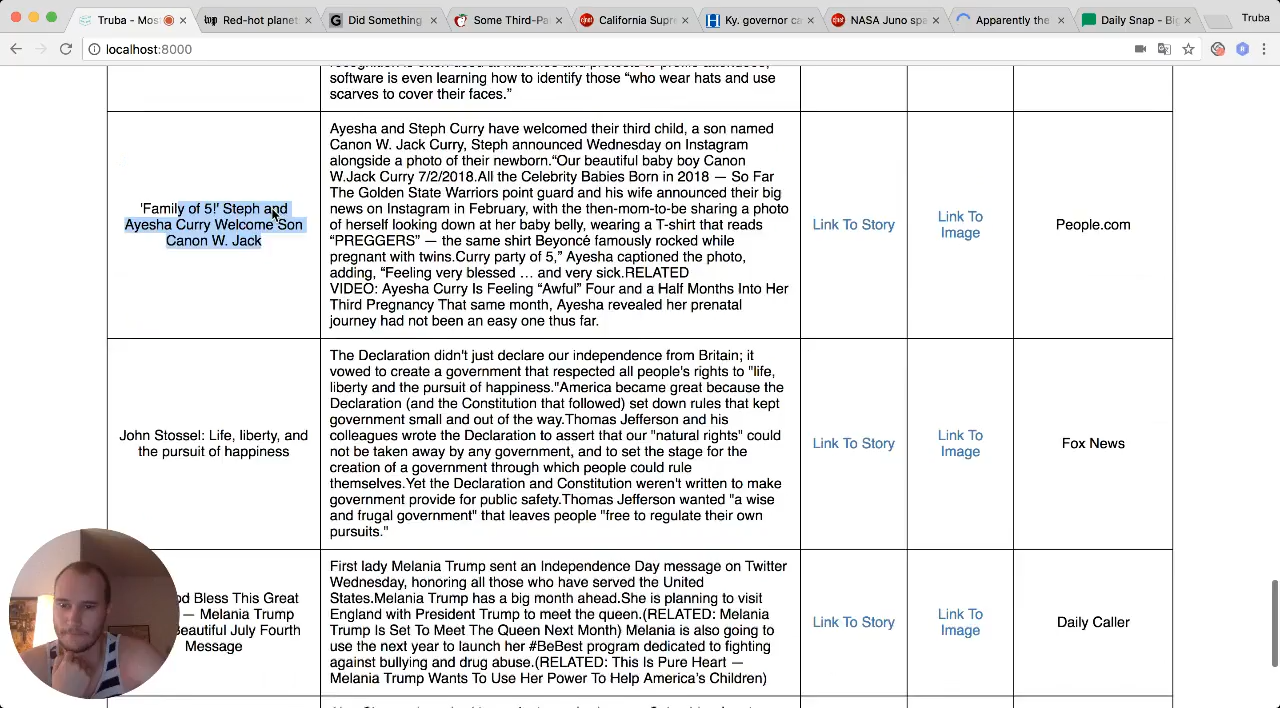 Truba - Mos
Red-hot planet
Did Something
Some Third-Pa
California Supr
Ky. governor ca
NASA Juno spa
Apparently the
Daily Snap - Big
Truba
localhost:8000
software is even learning how to identify those “who wear hats and use
scarves to cover their faces.”
'Family of 5!' Steph and
Ayesha Curry Welcome Son
Canon W. Jack
Ayesha and Steph Curry have welcomed their third child, a son named
Canon W. Jack Curry, Steph announced Wednesday on Instagram
alongside a photo of their newborn.“Our beautiful baby boy Canon
W.Jack Curry 7/2/2018.All the Celebrity Babies Born in 2018 — So Far
The Golden State Warriors point guard and his wife announced their big
news on Instagram in February, with the then-mom-to-be sharing a photo
of herself looking down at her baby belly, wearing a T-shirt that reads
“PREGGERS” — the same shirt Beyoncé famously rocked while
pregnant with twins.Curry party of 5,” Ayesha captioned the photo,
adding, “Feeling very blessed … and very sick.RELATED
VIDEO: Ayesha Curry Is Feeling “Awful” Four and a Half Months Into Her
Third Pregnancy That same month, Ayesha revealed her prenatal
journey had not been an easy one thus far.
Link To Story
Link To
Image
People.com
John Stossel: Life, liberty, and
the pursuit of happiness
The Declaration didn't just declare our independence from Britain; it
vowed to create a government that respected all people's rights to "life,
liberty and the pursuit of happiness."America became great because the
Declaration (and the Constitution that followed) set down rules that kept
government small and out of the way.Thomas Jefferson and his
colleagues wrote the Declaration to assert that our "natural rights" could
not be taken away by any government, and to set the stage for the
creation of a government through which people could rule
themselves.Yet the Declaration and Constitution weren't written to make
government provide for public safety.Thomas Jefferson wanted "a wise
and frugal government" that leaves people "free to regulate their own
pursuits."
Link To Story
Link To
Image
Fox News
od Bless This Great
— Melania Trump
Beautiful July Fourth
Message
First lady Melania Trump sent an Independence Day message on Twitter
Wednesday, honoring all those who have served the United
States.Melania Trump has a big month ahead.She is planning to visit
England with President Trump to meet the queen.(RELATED: Melania
Trump Is Set To Meet The Queen Next Month) Melania is also going to
use the next year to launch her #BeBest program dedicated to fighting
against bullying and drug abuse.(RELATED: This Is Pure Heart —
Melania Trump Wants To Use Her Power To Help America’s Children)
Link To Story
Link To
Image
Daily Caller